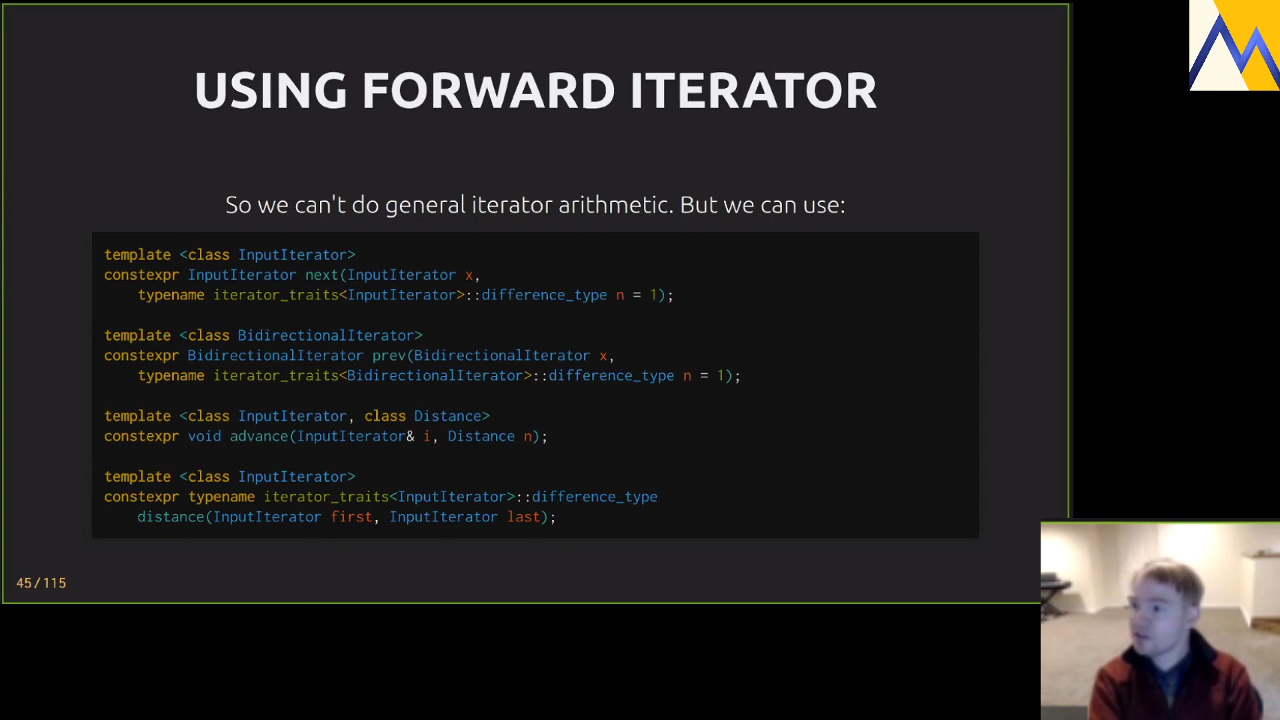 USING FORWARD ITERATOR
So we can't do general iterator arithmetic. But we can use:
template <class InputIterator>
constexpr InputIterator next(InputIterator x,
    typename iterator_traits<InputIterator>::difference_type n = 1);
template <class BidirectionalIterator>
constexpr BidirectionalIterator prev(BidirectionalIterator x,
    typename iterator_traits<BidirectionalIterator>::difference_type n = 1);
template <class InputIterator, class Distance>
constexpr void advance(InputIterator& i, Distance n);
template <class InputIterator>
constexpr typename iterator_traits<InputIterator>::difference_type
    distance(InputIterator first, InputIterator last);
45/115